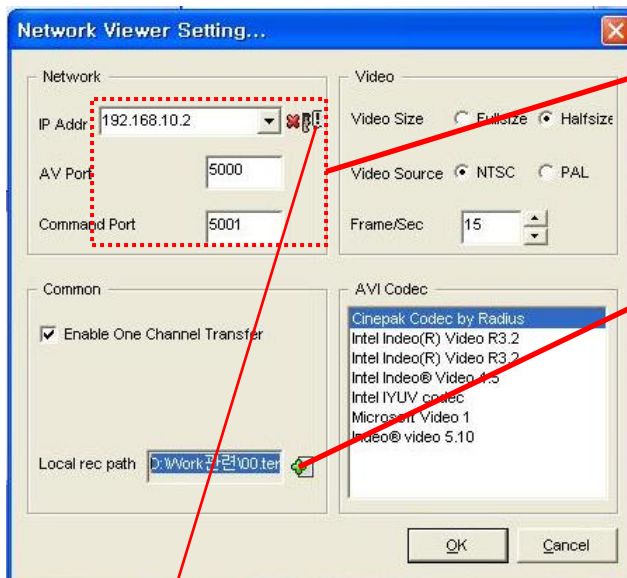 Network Viewer Setting...
Network
IP Addr 192.168.10.2
AV Port 5000
Command Port 5001
Video
Video Size Fullsize Halfsize
Video Source NTSC PAL
Frame/Sec 15
Common
Enable One Channel Transfer
Local rec path D:\Work관련\00.ter
AVI Codec
Cinepak Codec by Radius
Intel Indeo(R) Video R3.2
Intel Indeo(R) Video R3.2
Intel Indeo® Video 4.5
Intel IYUV codec
Microsoft Video 1
Indeo® video 5.10
OK
Cancel